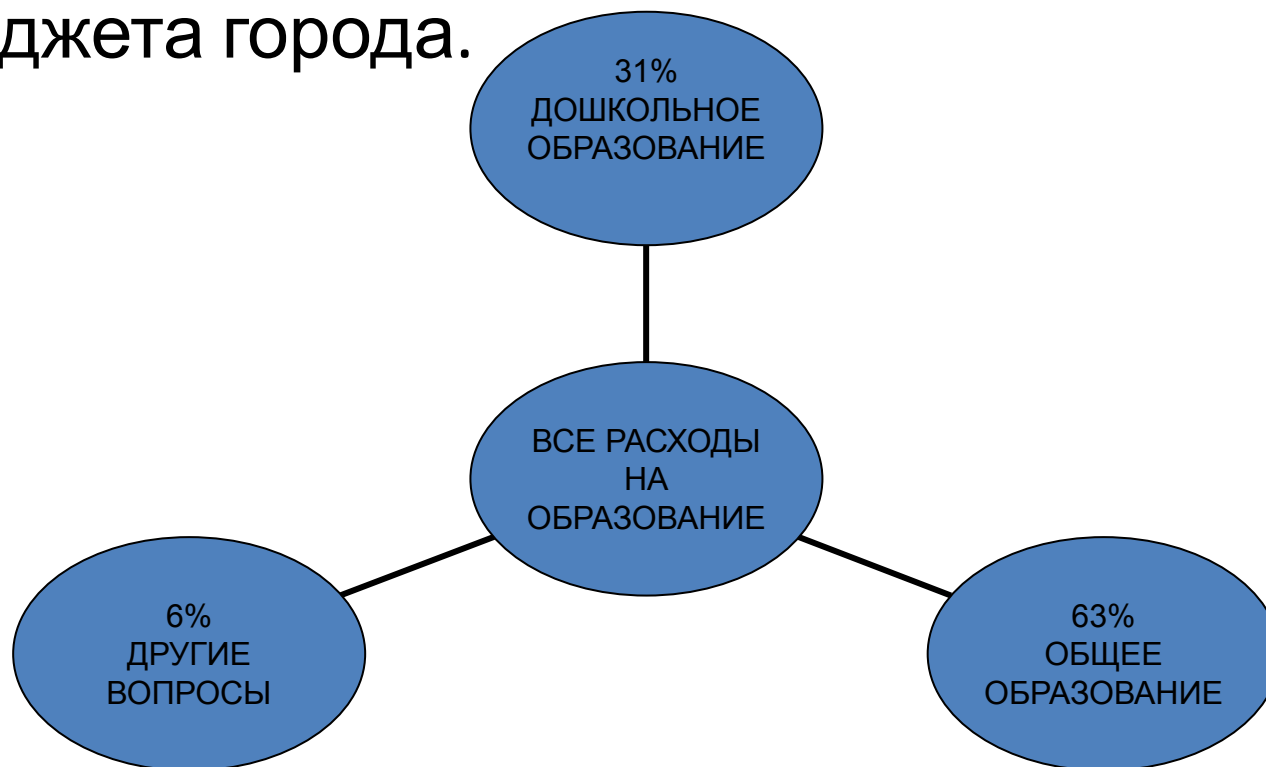 джета города.
31%
ДОШКОЛЬНОЕ
ОБРАЗОВАНИЕ
ВСЕ РАСХОДЫ
НА
ОБРАЗОВАНИЕ
6%
ДРУГИЕ
ВОПРОСЫ
63%
ОБЩЕЕ
ОБРАЗОВАНИЕ